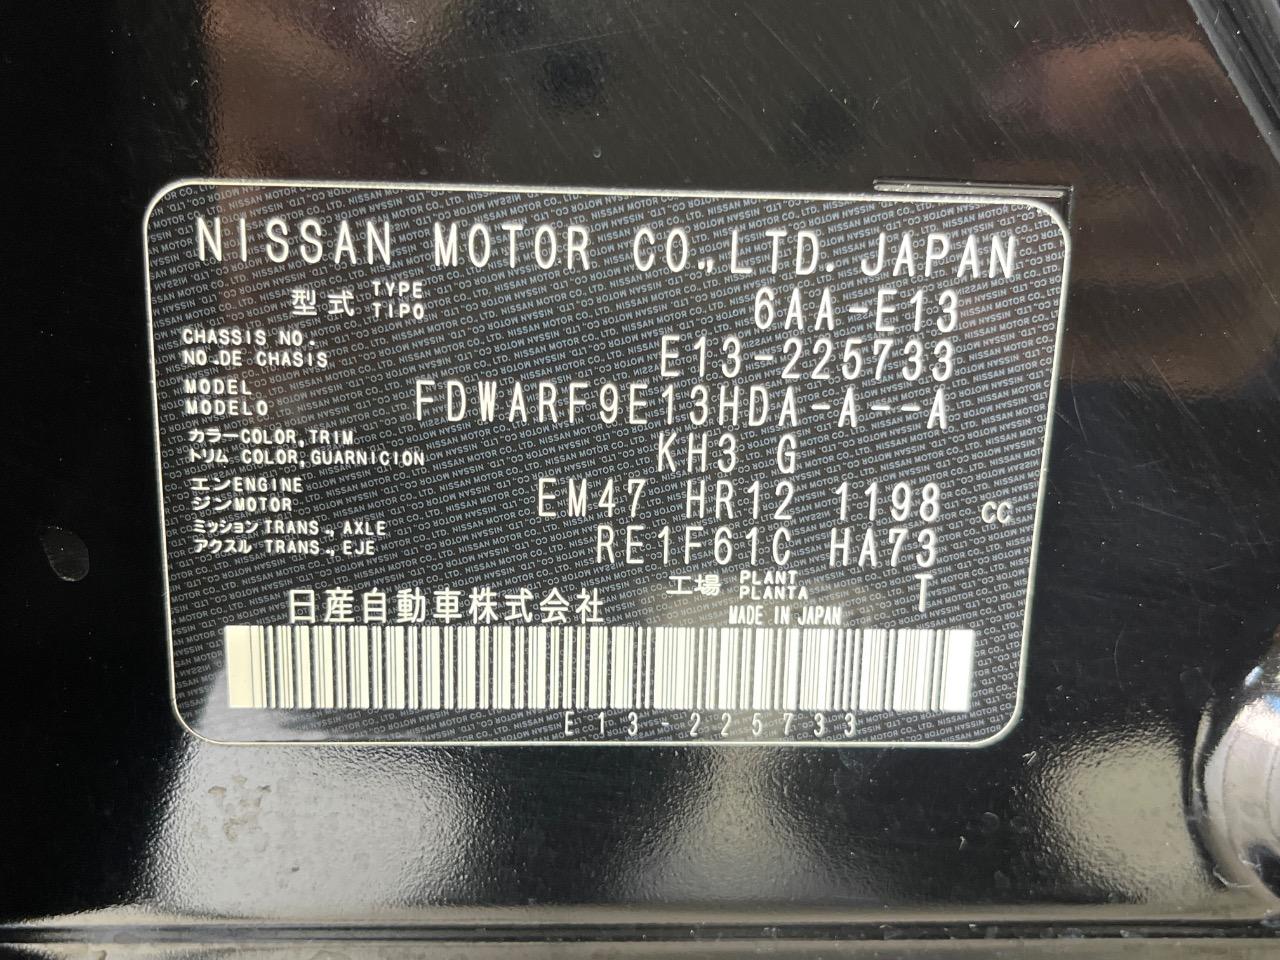 NISSAN MOTOR CO.,LTD. JAPAN
型式 TYPE TIPO 6AA-E13
CHASSIS NO. NO.DE CHASIS E13-225733
MODEL MODELO FDWARF9E13HDA-A--A
カラー COLOR,TRIM トリム COLOR,GUARNICION KH3 G
エン ENGINE ジン MOTOR EM47 HR12 1198 CC
ミッション TRANS., AXLE アクスル TRANS., EJE RE1F61C HA73
工場 PLANT PLANTA T
日産自動車株式会社 MADE IN JAPAN
E13-225733